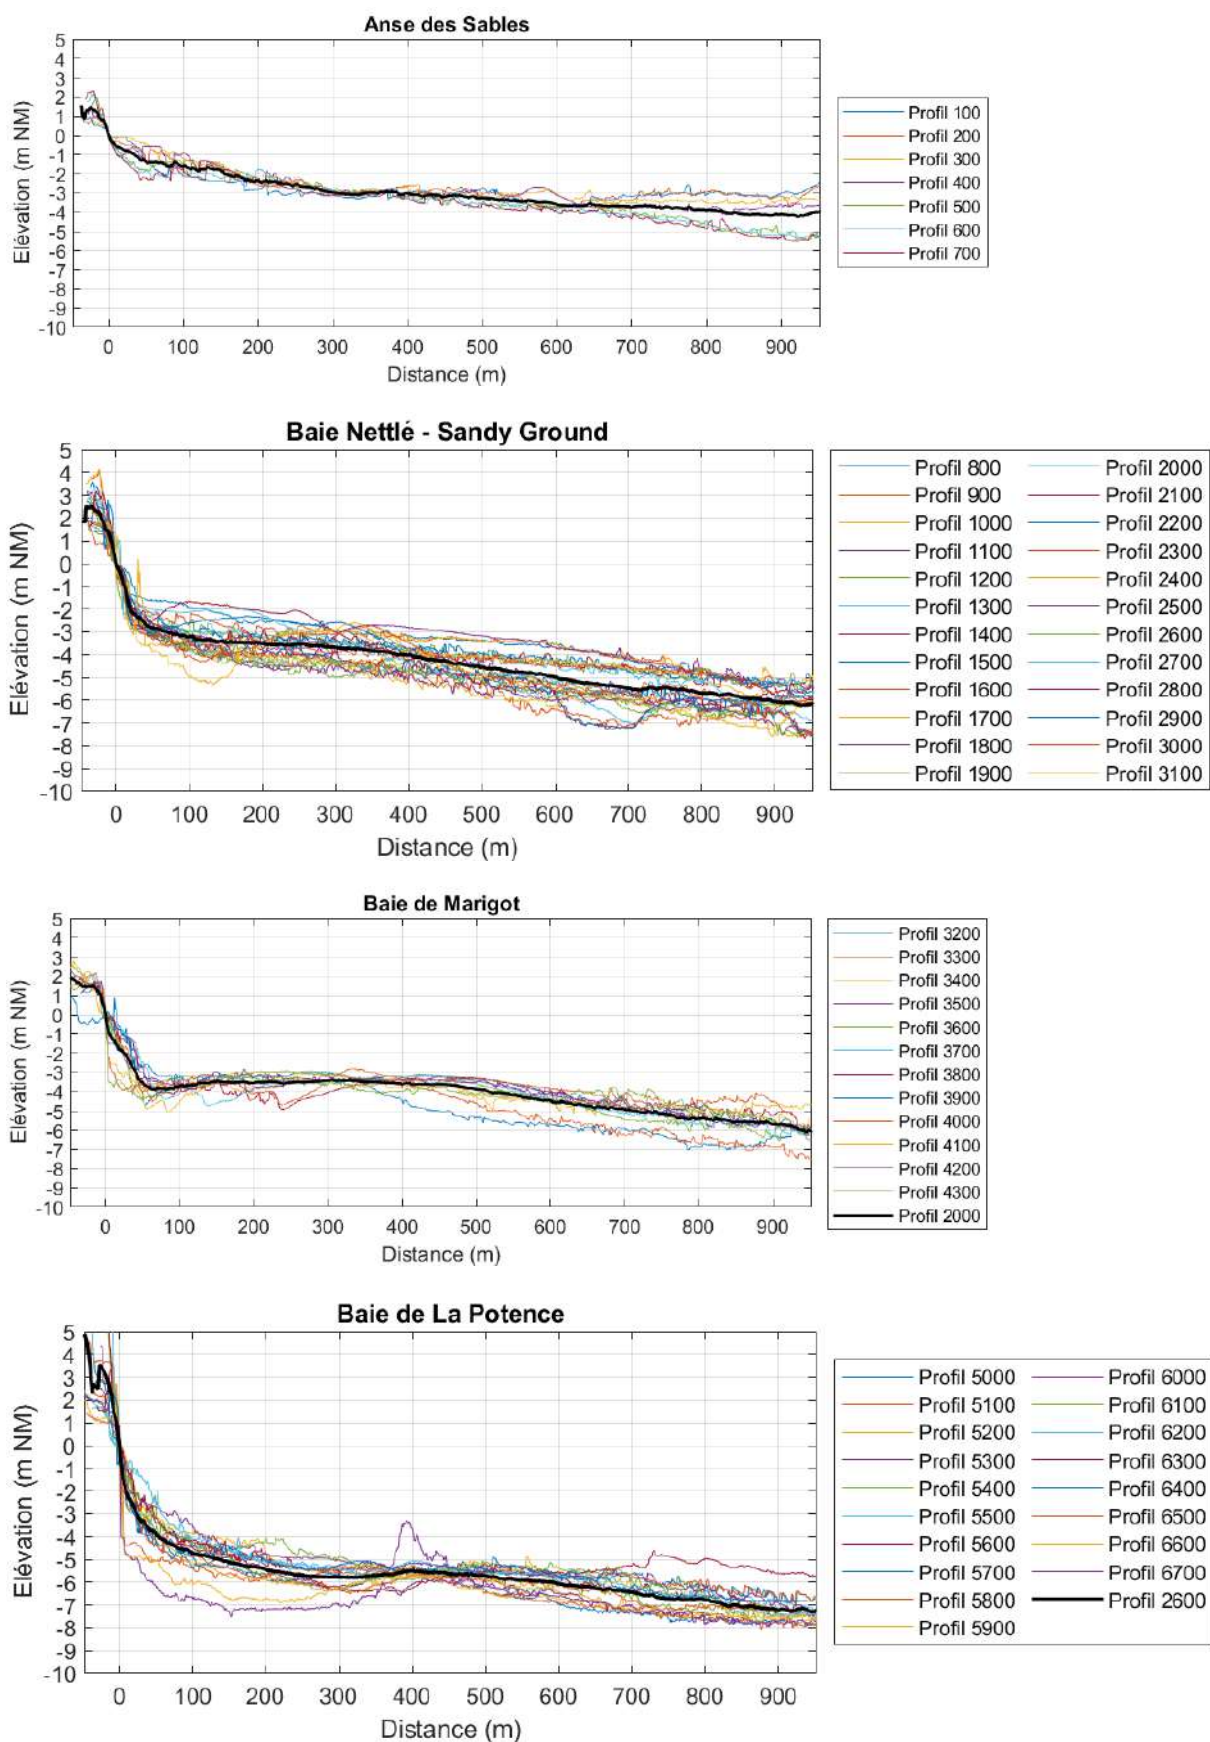 Anse des Sables
5
4
3
2
1
0
-1
-2
-3
-4
-5
-6
-7
-8
-9
-10
Elévation (m NM)
0 100 200 300 400 500 600 700 800 900
Distance (m)
Profil 100
Profil 200
Profil 300
Profil 400
Profil 500
Profil 600
Profil 700
Baie Nettlé - Sandy Ground
5
4
3
2
1
0
-1
-2
-3
-4
-5
-6
-7
-8
-9
-10
Elévation (m NM)
0 100 200 300 400 500 600 700 800 900
Distance (m)
Profil 800 Profil 2000
Profil 900 Profil 2100
Profil 1000 Profil 2200
Profil 1100 Profil 2300
Profil 1200 Profil 2400
Profil 1300 Profil 2500
Profil 1400 Profil 2600
Profil 1500 Profil 2700
Profil 1600 Profil 2800
Profil 1700 Profil 2900
Profil 1800 Profil 3000
Profil 1900 Profil 3100
Baie de Marigot
5
4
3
2
1
0
-1
-2
-3
-4
-5
-6
-7
-8
-9
-10
Elévation (m NM)
0 100 200 300 400 500 600 700 800 900
Distance (m)
Profil 3200
Profil 3300
Profil 3400
Profil 3500
Profil 3600
Profil 3700
Profil 3800
Profil 3900
Profil 4000
Profil 4100
Profil 4200
Profil 4300
Profil 2000
Baie de La Potence
5
4
3
2
1
0
-1
-2
-3
-4
-5
-6
-7
-8
-9
-10
Elévation (m NM)
0 100 200 300 400 500 600 700 800 900
Distance (m)
Profil 5000 Profil 6000
Profil 5100 Profil 6100
Profil 5200 Profil 6200
Profil 5300 Profil 6300
Profil 5400 Profil 6400
Profil 5500 Profil 6500
Profil 5600 Profil 6600
Profil 5700 Profil 6700
Profil 5800 Profil 2600
Profil 5900